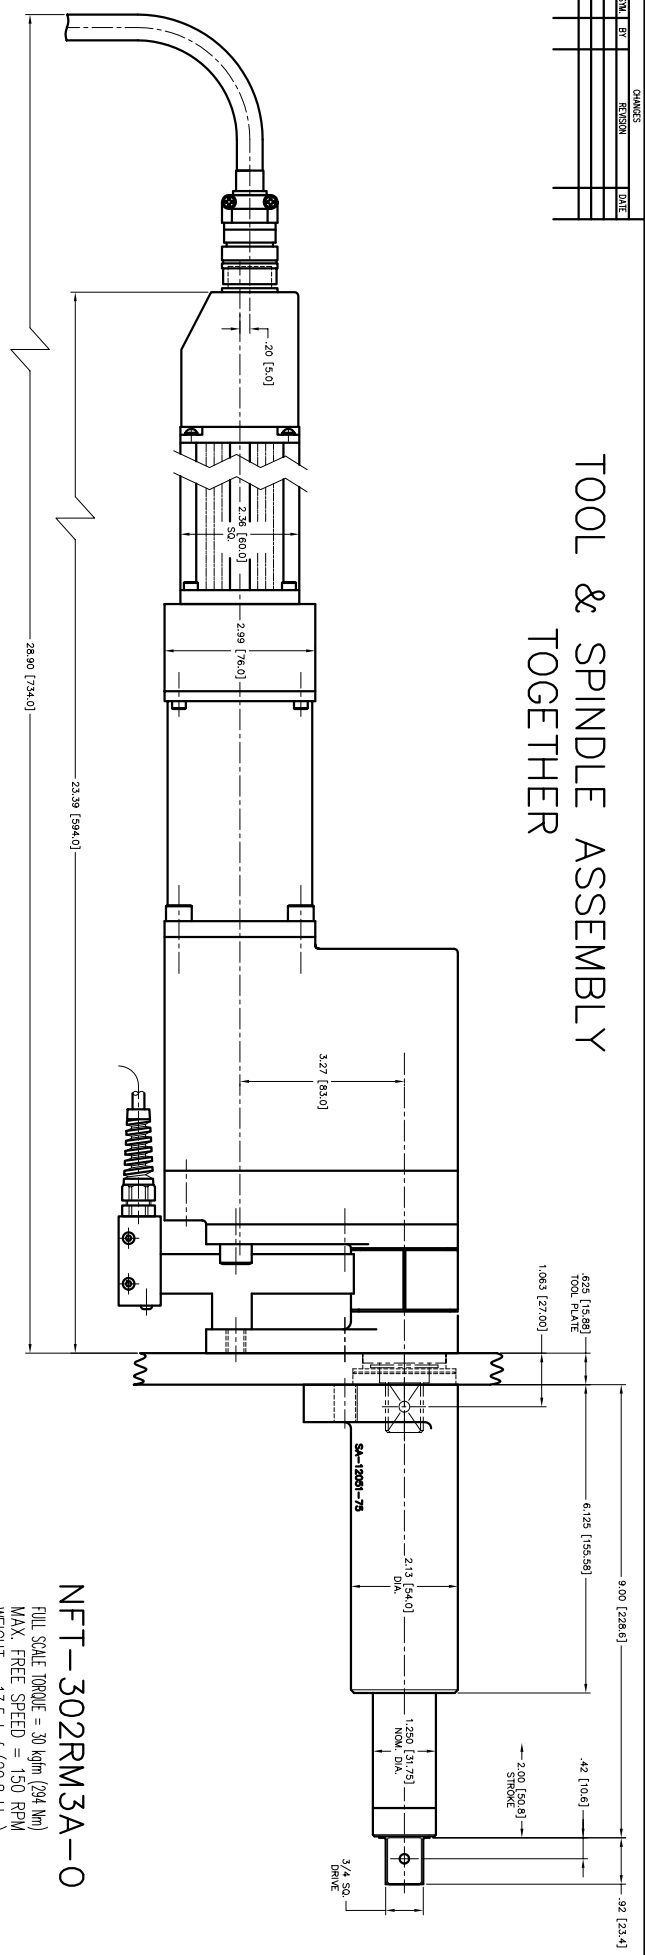 CHANGES
BY
REVISION
DATE
TOOL & SPINDLE ASSEMBLY
TOGETHER
.20 [5.0]
2.36 [60.0]
SQ.
2.99 [76.0]
28.90 [734.0]
23.39 [594.0]
3.27 [83.0]
.625 [15.88]
TOOL PLATE
1.063 [27.00]
SA-12051-75
6.125 [155.58]
9.00 [228.6]
2.13 [54.0]
DIA.
1.250 [31.75]
NOM. DIA.
2.00 [50.8]
STROKE
.42 [10.6]
.92 [23.4]
3/4 SQ.
DRIVE
NFT-302RM3A-0
FULL SCALE TORQUE = 30 kgfm (294 Nm)
MAX. FREE SPEED = 150 RPM